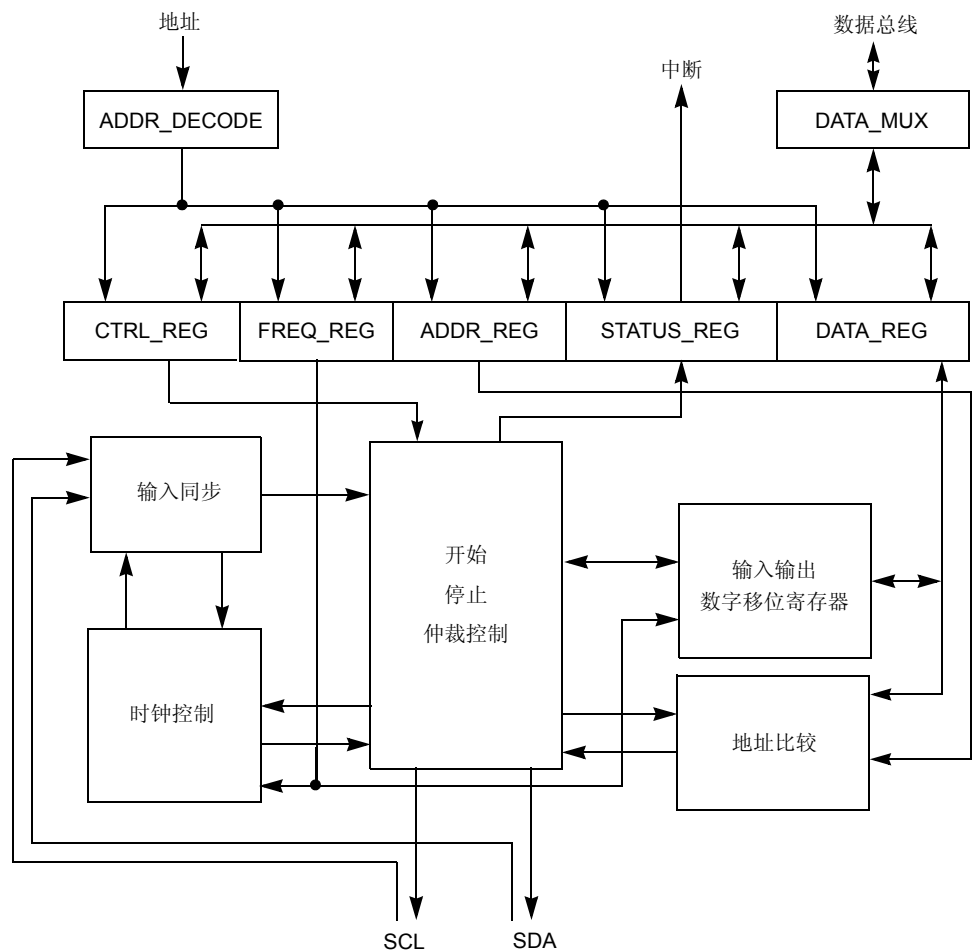 地址
数据总线
中断
ADDR_DECODE
DATA_MUX
CTRL_REG
FREQ_REG
ADDR_REG
STATUS_REG
DATA_REG
输入同步
开始
停止
仲裁控制
输入输出
数字移位寄存器
时钟控制
地址比较
SCL
SDA